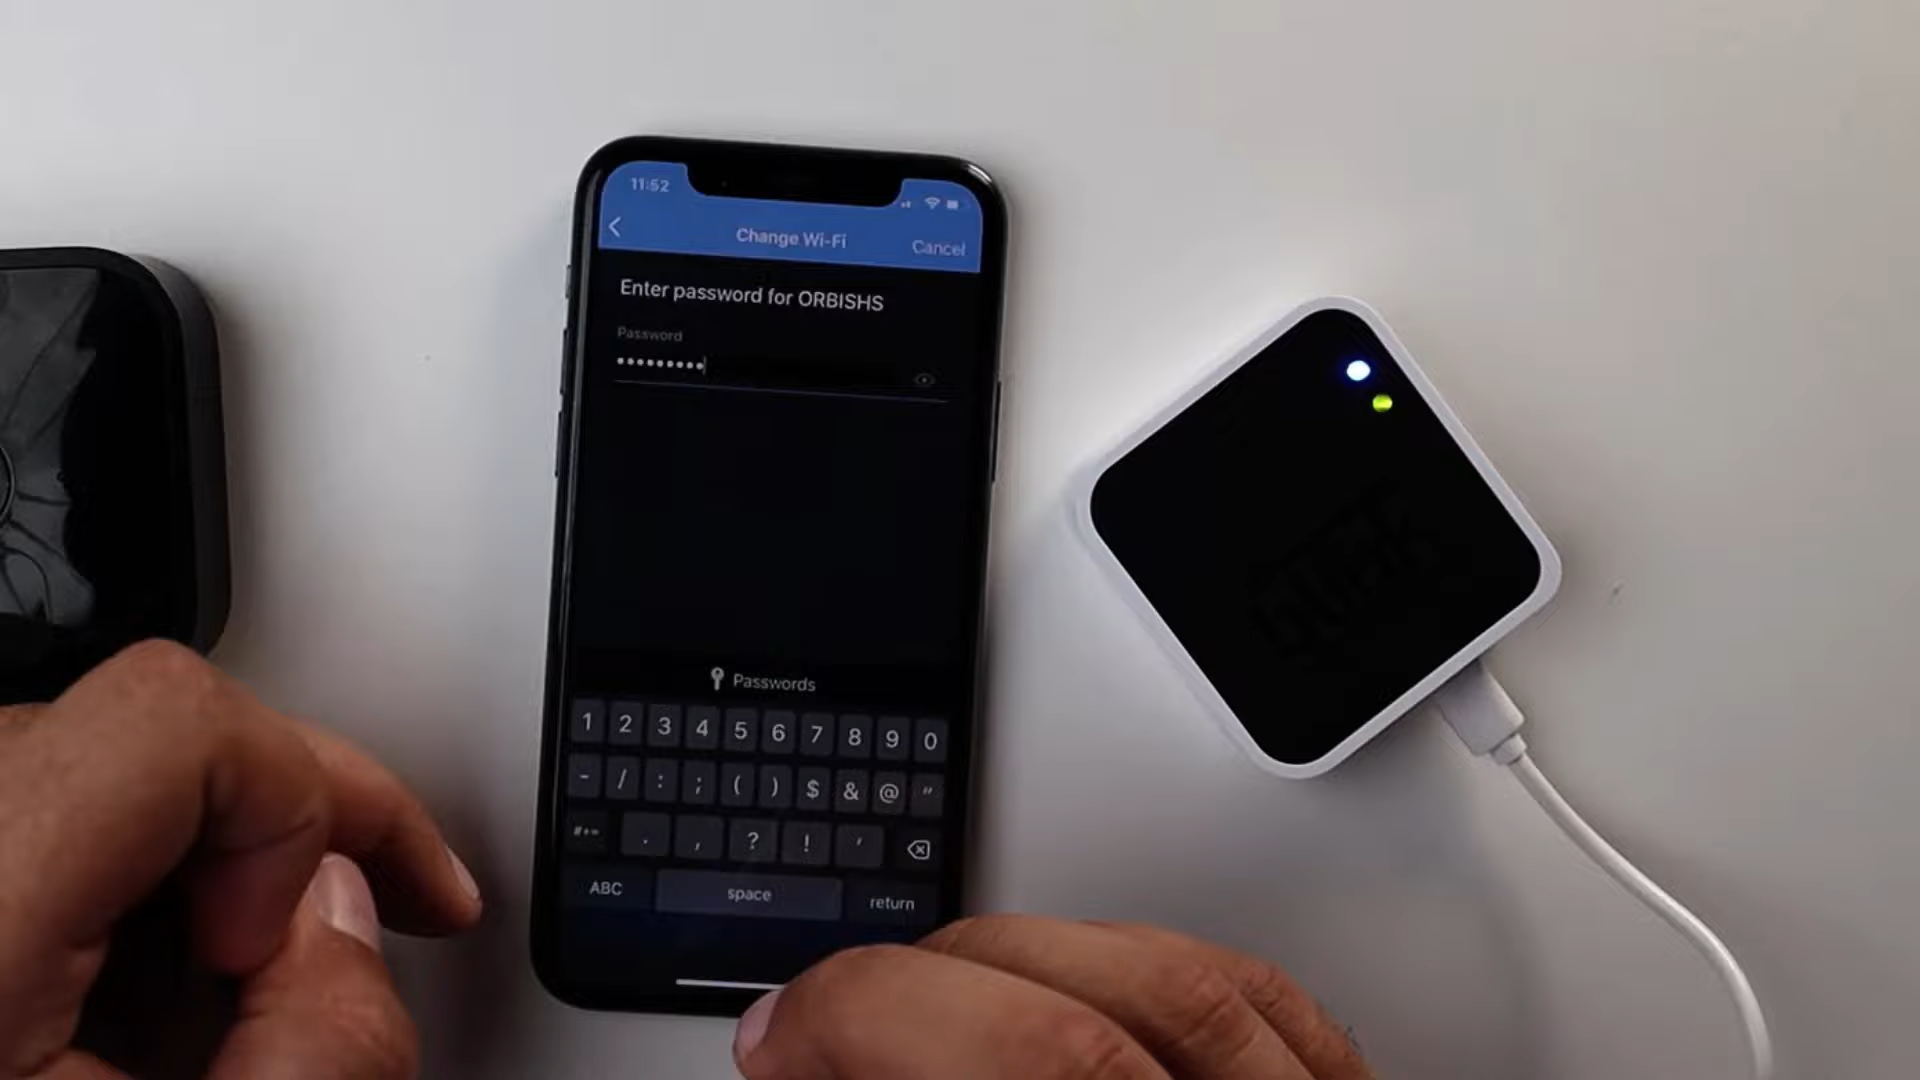 11:52
Change Wi-Fi
Cancel
Enter password for ORBISHS
Password
•••••••••
Passwords
1 2 3 4 5 6 7 8 9 0
- / : ; ( ) $ & @ "
#+= . , ? ! '
ABC space return
blink